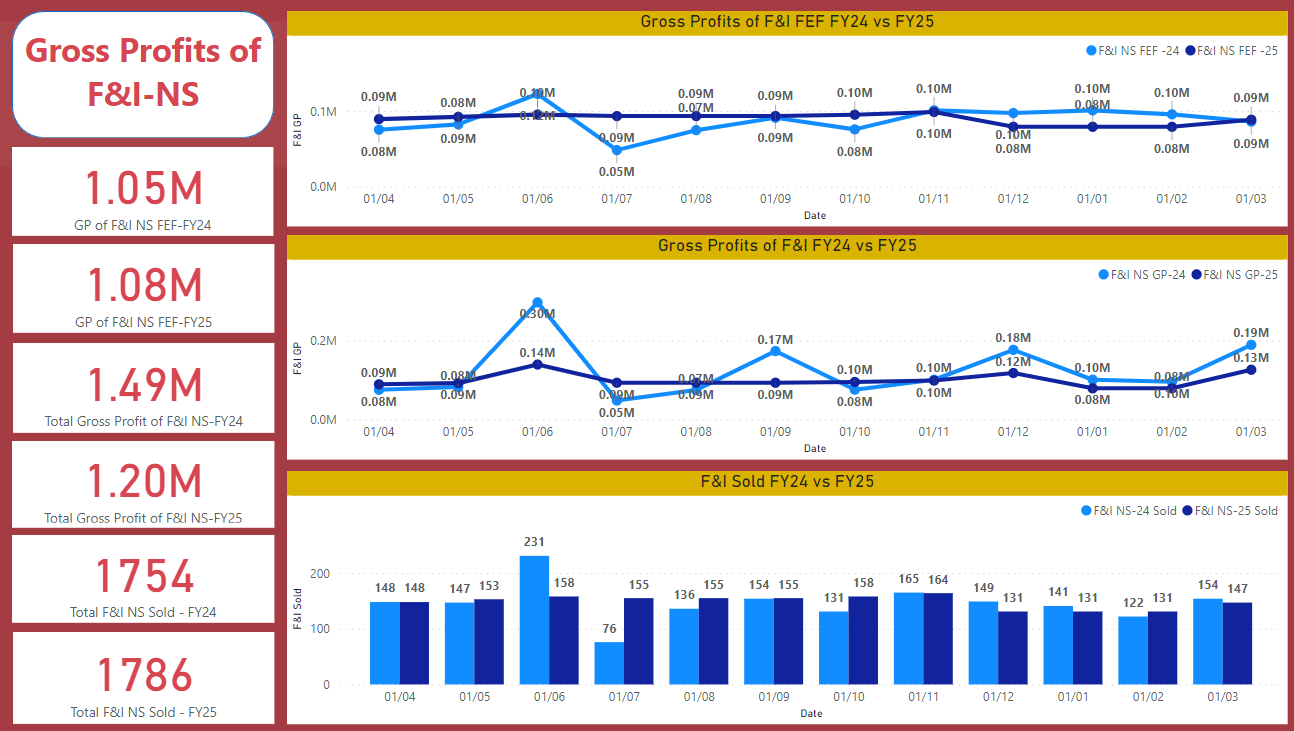 Gross Profits of
F&I-NS
1.05M
GP of F&I NS FEF-FY24
1.08M
GP of F&I NS FEF-FY25
1.49M
Total Gross Profit of F&I NS-FY24
1.20M
Total Gross Profit of F&I NS-FY25
1754
Total F&I NS Sold - FY24
1786
Total F&I NS Sold - FY25
Gross Profits of F&I FEF FY24 vs FY25
F&I NS FEF -24 F&I NS FEF -25
F&I GP
0.1M
0.0M
0.09M 0.08M 0.10M 0.09M 0.07M 0.09M 0.10M 0.10M 0.10M 0.08M 0.10M 0.09M
0.08M 0.09M 0.12M 0.09M 0.05M 0.09M 0.08M 0.10M 0.10M 0.08M 0.08M 0.09M
01/04 01/05 01/06 01/07 01/08 01/09 01/10 01/11 01/12 01/01 01/02 01/03
Date
Gross Profits of F&I FY24 vs FY25
F&I NS GP-24 F&I NS GP-25
F&I GP
0.2M
0.0M
0.09M 0.08M 0.30M 0.14M 0.09M 0.07M 0.17M 0.10M 0.10M 0.18M 0.12M 0.10M 0.08M 0.19M 0.13M
0.08M 0.09M 0.05M 0.09M 0.09M 0.08M 0.10M 0.08M 0.10M
01/04 01/05 01/06 01/07 01/08 01/09 01/10 01/11 01/12 01/01 01/02 01/03
Date
F&I Sold FY24 vs FY25
F&I NS-24 Sold F&I NS-25 Sold
F&I Sold
200
100
0
148 148 147 153 231 158 76 155 136 155 154 155 131 158 165 164 149 131 141 131 122 131 154 147
01/04 01/05 01/06 01/07 01/08 01/09 01/10 01/11 01/12 01/01 01/02 01/03
Date